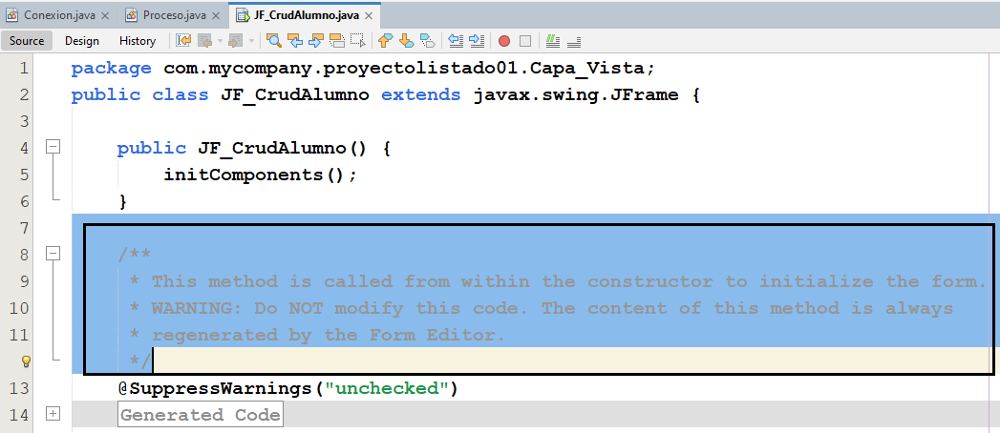 Conexion.java Proceso.java JF_CrudAlumno.java
Source Design History
1 package com.mycompany.proyectolistado01.Capa_Vista;
2 public class JF_CrudAlumno extends javax.swing.JFrame {
3
4 public JF_CrudAlumno() {
5 initComponents();
6 }
7
8 /**
9 * This method is called from within the constructor to initialize the form.
10 * WARNING: Do NOT modify this code. The content of this method is always
11 * regenerated by the Form Editor.
*/
13 @SuppressWarnings("unchecked")
14 Generated Code